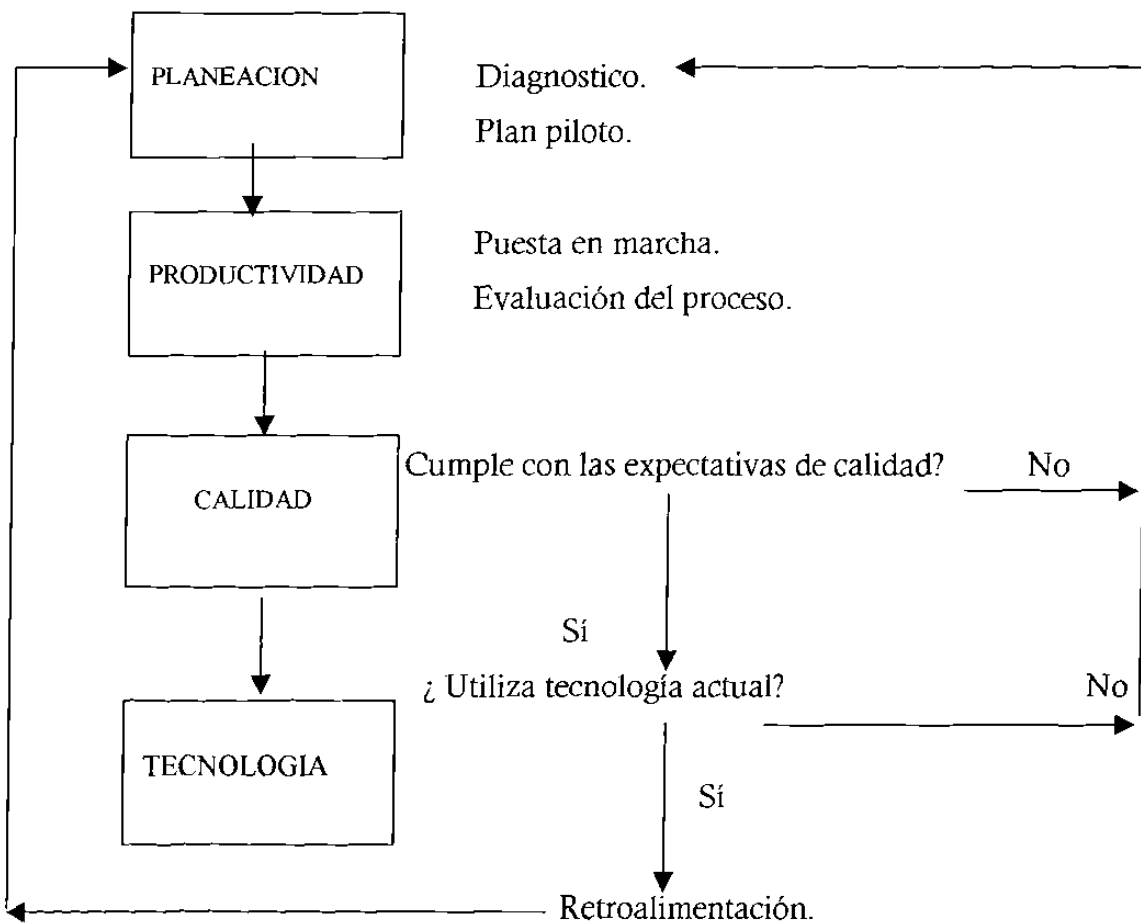 PLANEACION
Diagnostico.
Plan piloto.
PRODUCTIVIDAD
Puesta en marcha.
Evaluación del proceso.
CALIDAD
Cumple con las expectativas de calidad?
No
Sí
¿ Utiliza tecnología actual?
No
TECNOLOGIA
Sí
Retroalimentación.